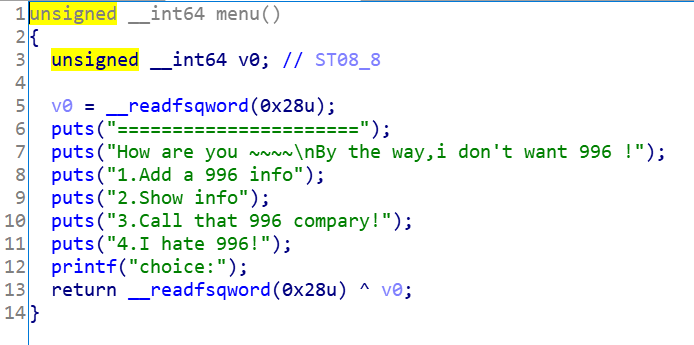 1 unsigned __int64 menu()
2 {
3 unsigned __int64 v0; // ST08_8
4
5 v0 = __readfsqword(0x28u);
6 puts("======================");
7 puts("How are you ~~~~\nBy the way,i don't want 996 !");
8 puts("1.Add a 996 info");
9 puts("2.Show info");
10 puts("3.Call that 996 compary!");
11 puts("4.I hate 996!");
12 printf("choice:");
13 return __readfsqword(0x28u) ^ v0;
14 }